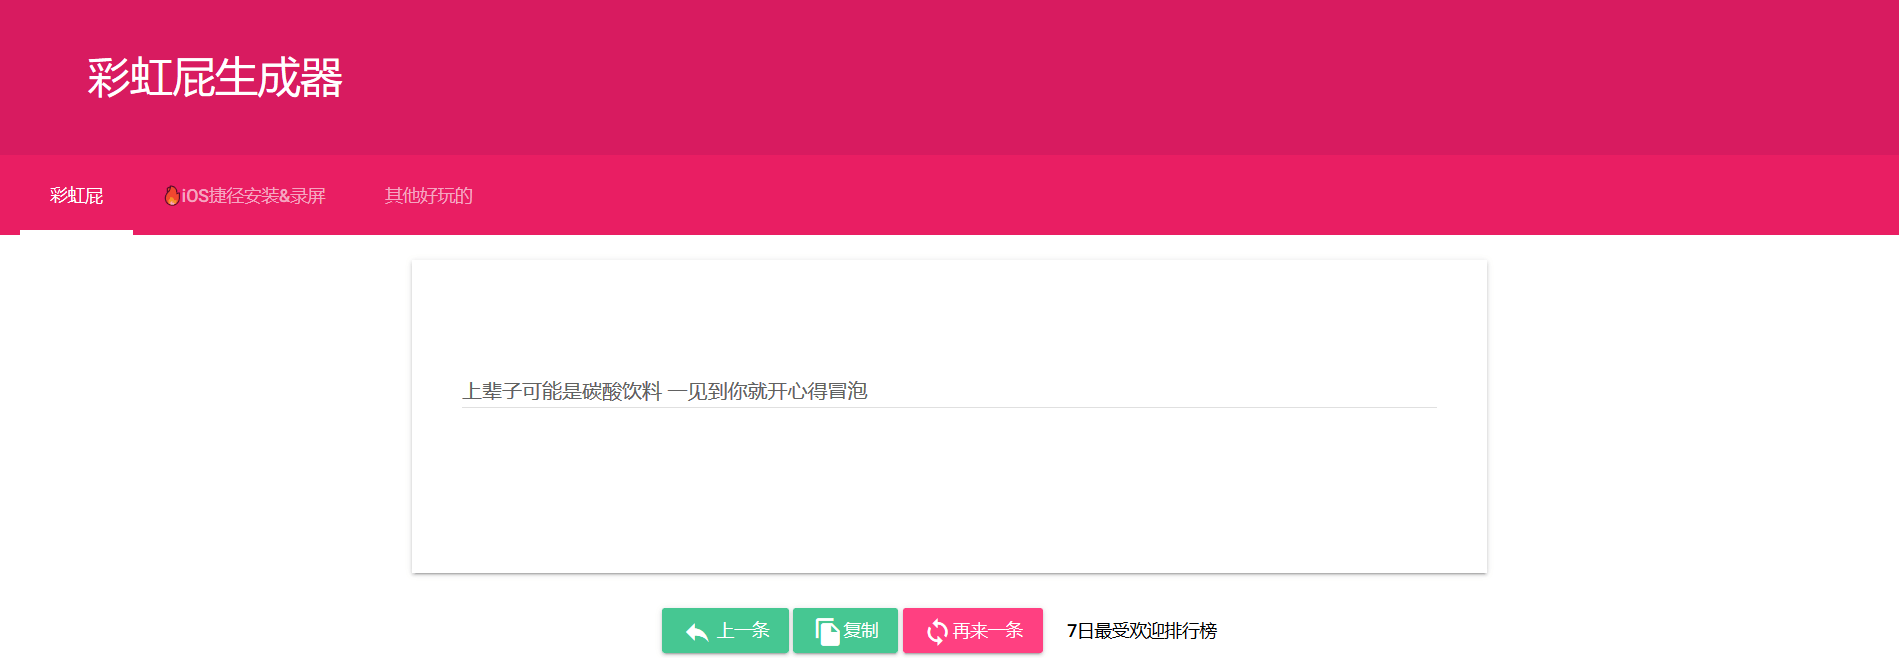 彩虹屁生成器
彩虹屁
🔥iOS捷径安装&录屏
其他好玩的
上辈子可能是碳酸饮料 一见到你就开心得冒泡
上一条
复制
再来一条
7日最受欢迎排行榜